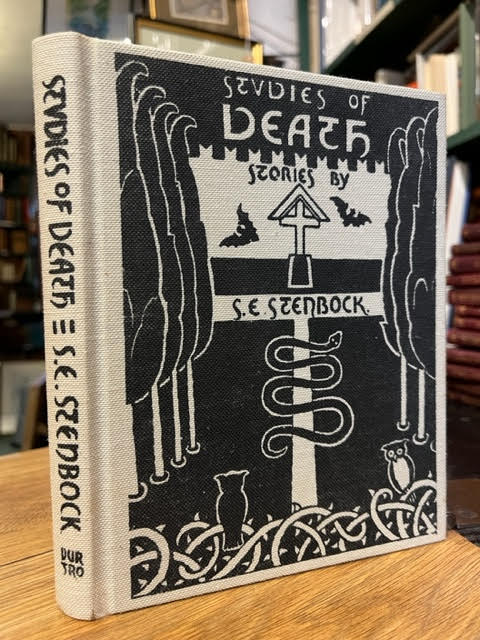 STVDIES OF
DEATH
STORIES BY
S.E. STENBOCK.
STVDIES OF DEATH ☰ S.E. STENBOCK
DUR
TRO